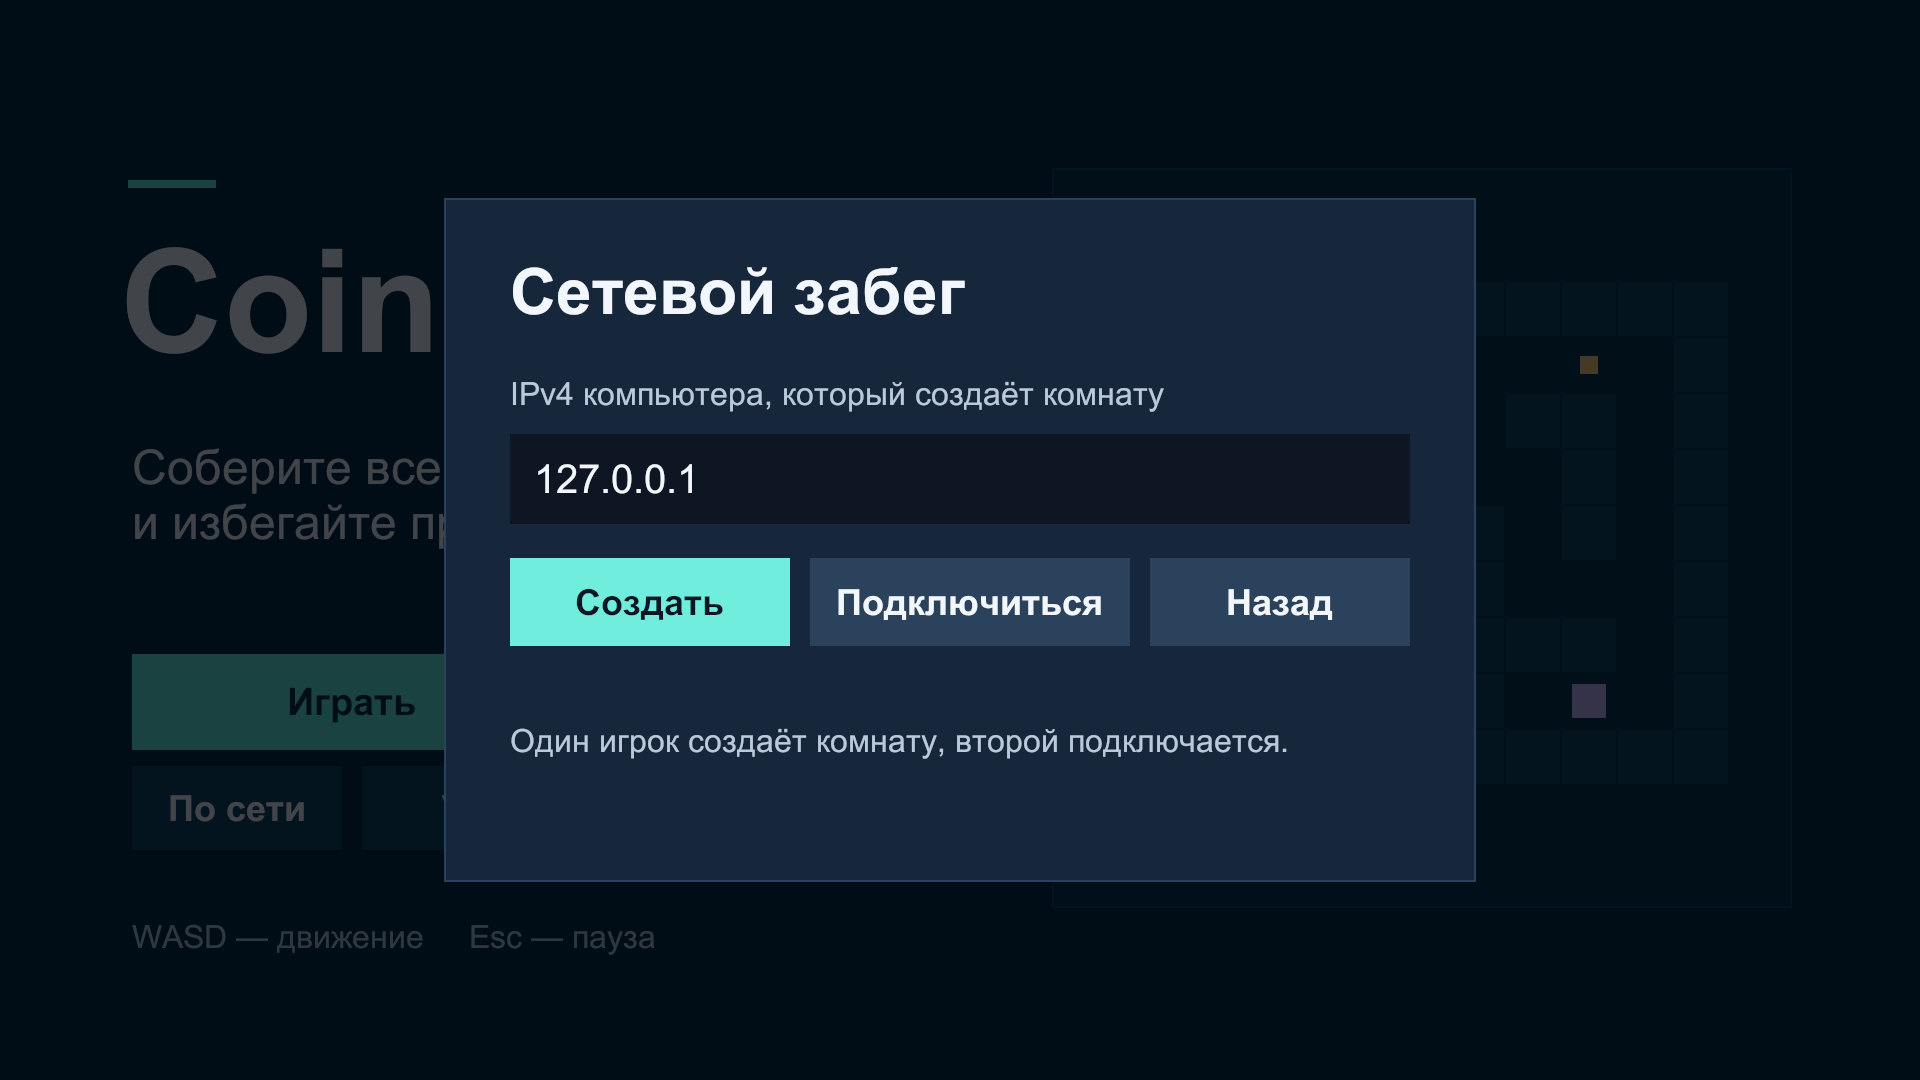 Coin
Соберите все
и избегайте
Играть
По сети
WASD — движение Esc — пауза
Сетевой забег
IPv4 компьютера, который создаёт комнату
127.0.0.1
Создать Подключиться Назад
Один игрок создаёт комнату, второй подключается.